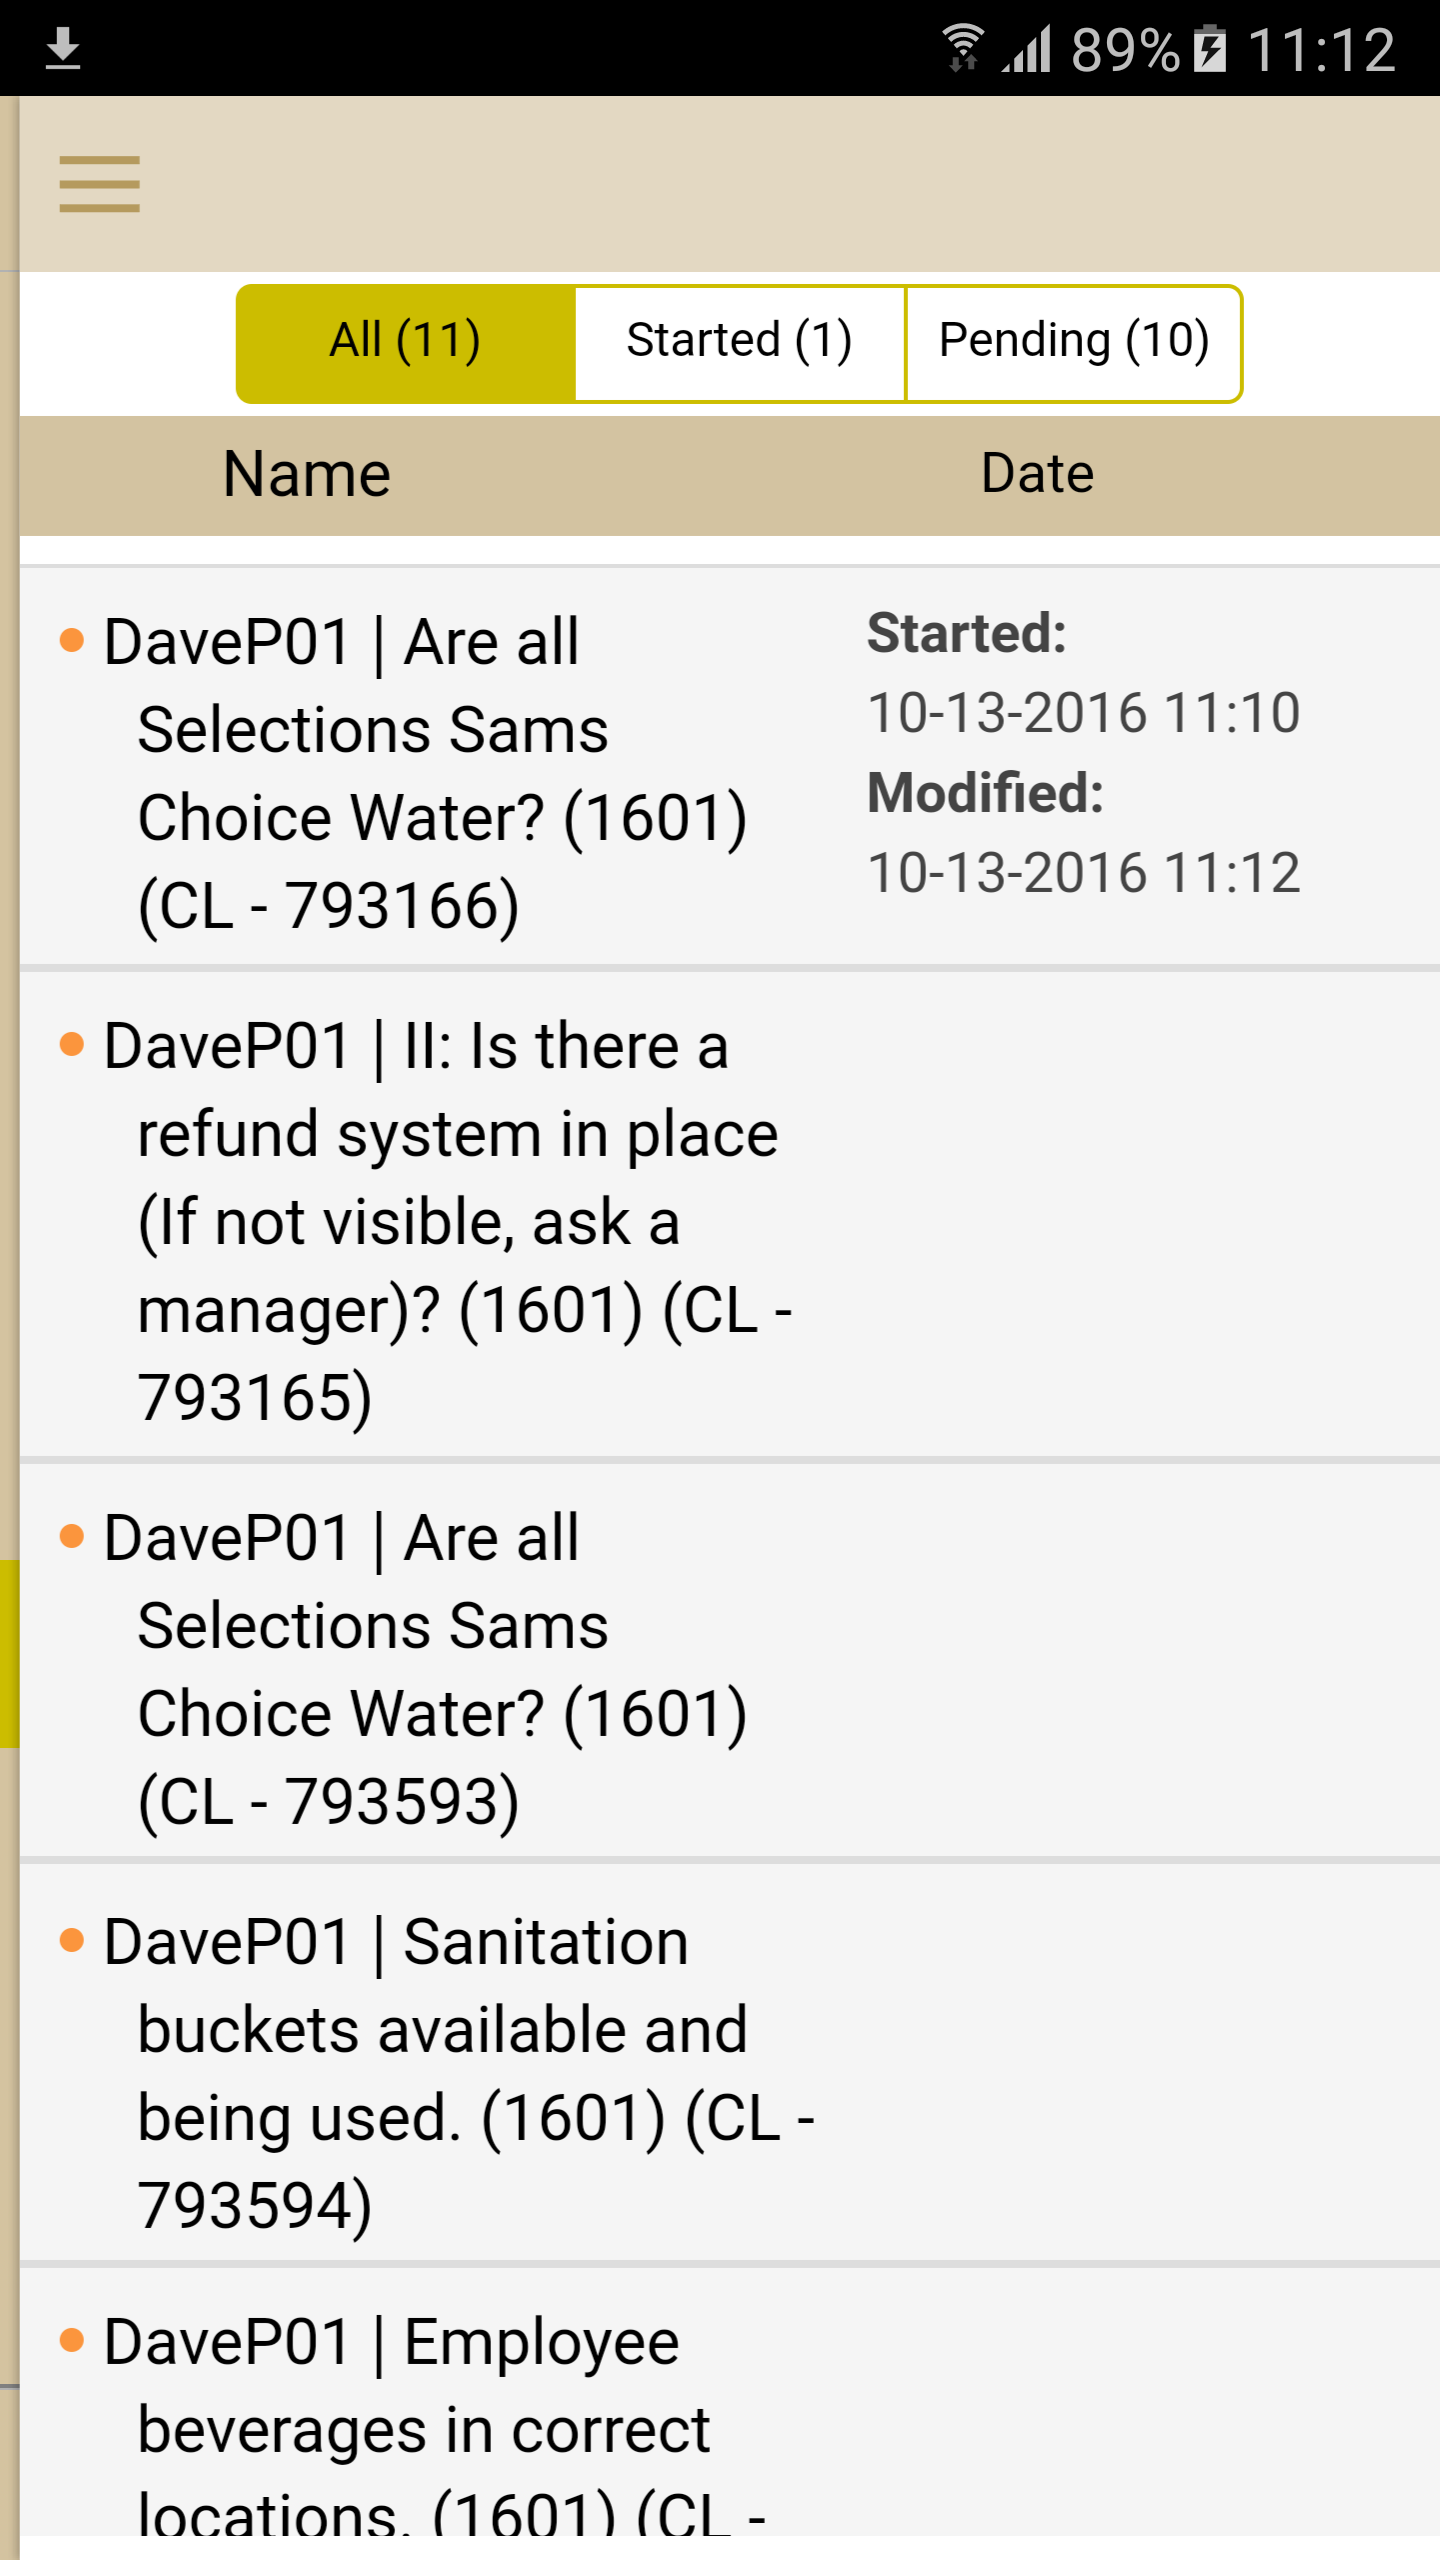 89% 11:12
All (11) Started (1) Pending (10)
Name Date
DaveP01 | Are all
Selections Sams
Choice Water? (1601)
(CL - 793166)
Started:
10-13-2016 11:10
Modified:
10-13-2016 11:12
DaveP01 | II: Is there a
refund system in place
(If not visible, ask a
manager)? (1601) (CL -
793165)
DaveP01 | Are all
Selections Sams
Choice Water? (1601)
(CL - 793593)
DaveP01 | Sanitation
buckets available and
being used. (1601) (CL -
793594)
DaveP01 | Employee
beverages in correct
locations. (1601) (CL -